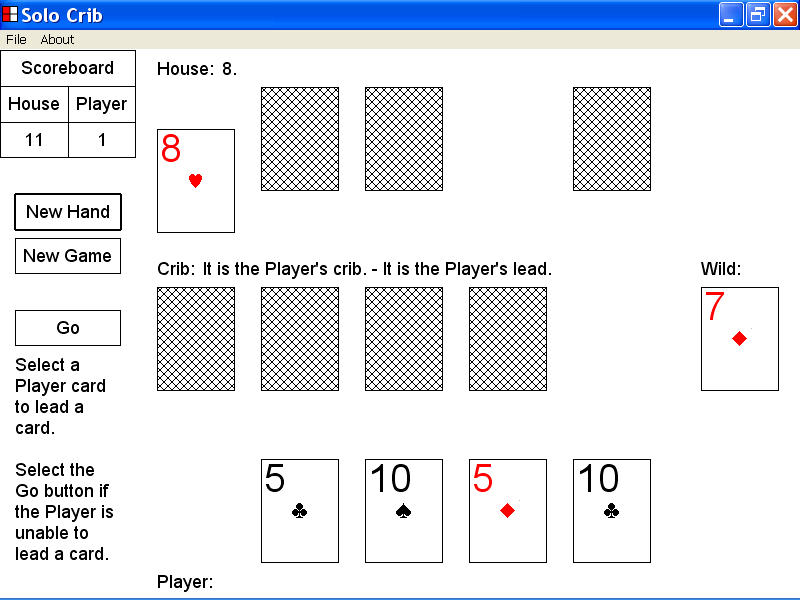 Solo Crib
File About
Scoreboard
House Player
11 1
New Hand
New Game
Go
Select a
Player card
to lead a
card.
Select the
Go button if
the Player is
unable to
lead a card.
House: 8.
8
Crib: It is the Player's crib. - It is the Player's lead.
Wild:
7
5
10
5
10
Player: